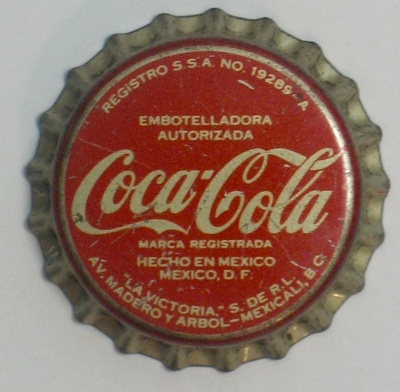 REGISTRO S.S.A. NO. 19285-A
EMBOTELLADORA
AUTORIZADA
Coca-Cola
MARCA REGISTRADA
HECHO EN MEXICO
MEXICO, D. F.
"LA VICTORIA," S. DE R.L.
AV. MADERO Y ARBOL-MEXICALI, B.C.